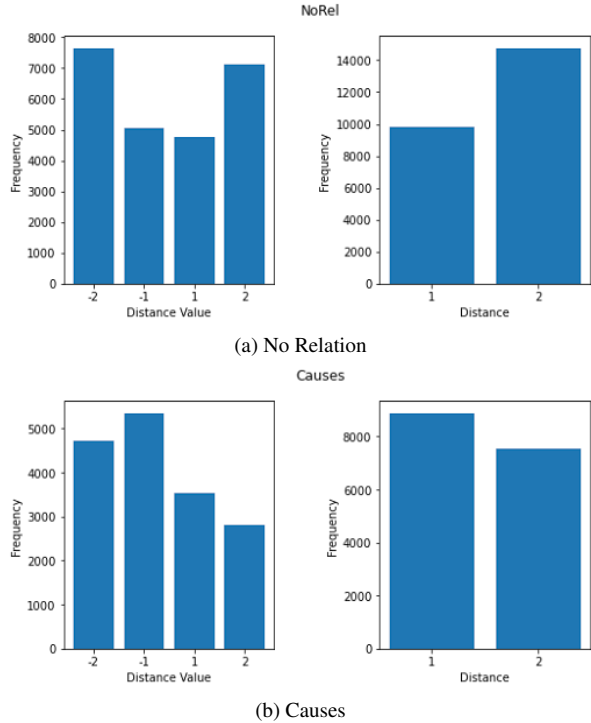 NoRel
8000
7000
6000
5000
4000
3000
2000
1000
0
Frequency
-2 -1 1 2
Distance Value
14000
12000
10000
8000
6000
4000
2000
0
Frequency
1 2
Distance
(a) No Relation
Causes
5000
4000
3000
2000
1000
0
Frequency
-2 -1 1 2
Distance Value
8000
6000
4000
2000
0
Frequency
1 2
Distance
(b) Causes